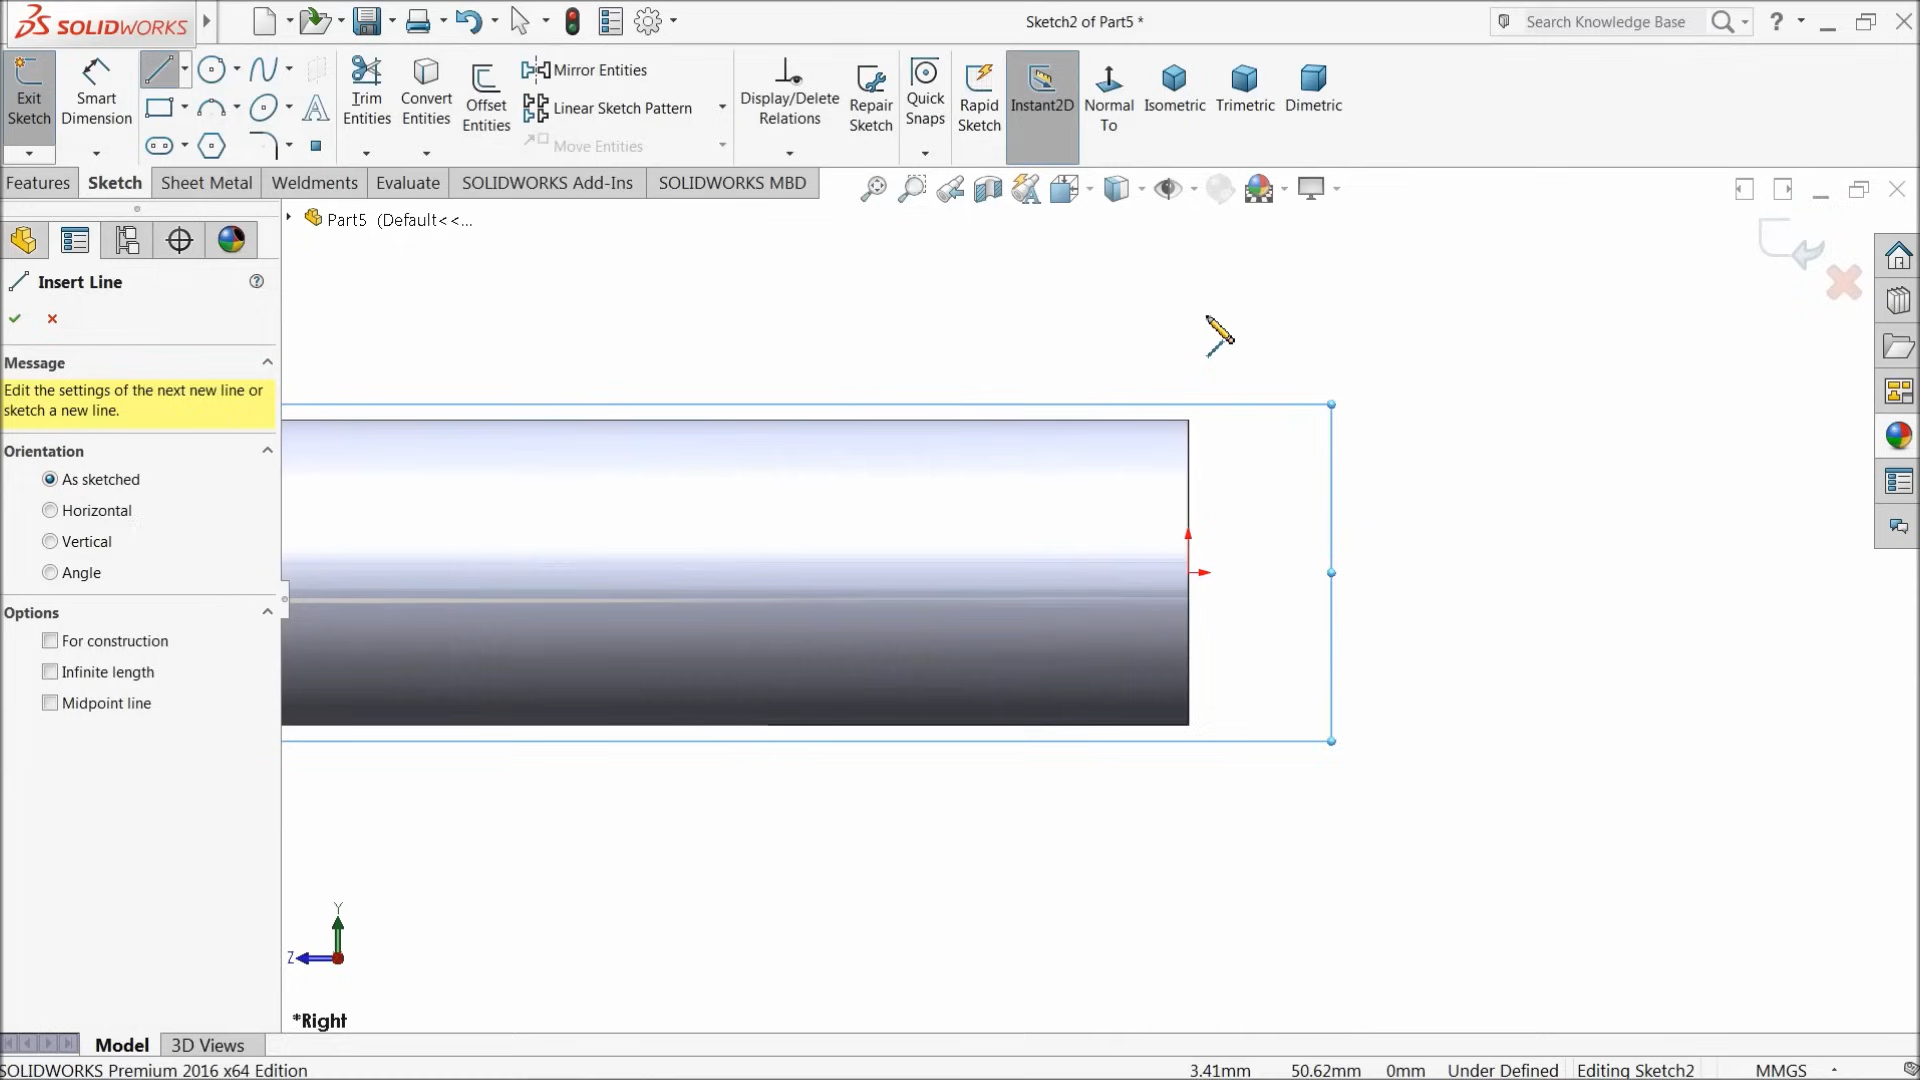 SOLIDWORKS
Sketch2 of Part5 *
Search Knowledge Base
?
Exit Sketch
Smart Dimension
Trim Entities
Convert Entities
Offset Entities
Mirror Entities
Linear Sketch Pattern
Move Entities
Display/Delete Relations
Repair Sketch
Quick Snaps
Rapid Sketch
Instant2D
Normal To
Isometric
Trimetric
Dimetric
Features
Sketch
Sheet Metal
Weldments
Evaluate
SOLIDWORKS Add-Ins
SOLIDWORKS MBD
Part5 (Default<<...
Insert Line
?
Message
Edit the settings of the next new line or
sketch a new line.
Orientation
As sketched
Horizontal
Vertical
Angle
Options
For construction
Infinite length
Midpoint line
Y
Z
*Right
Model
3D Views
SOLIDWORKS Premium 2016 x64 Edition
3.41mm
50.62mm
0mm
Under Defined
Editing Sketch2
MMGS